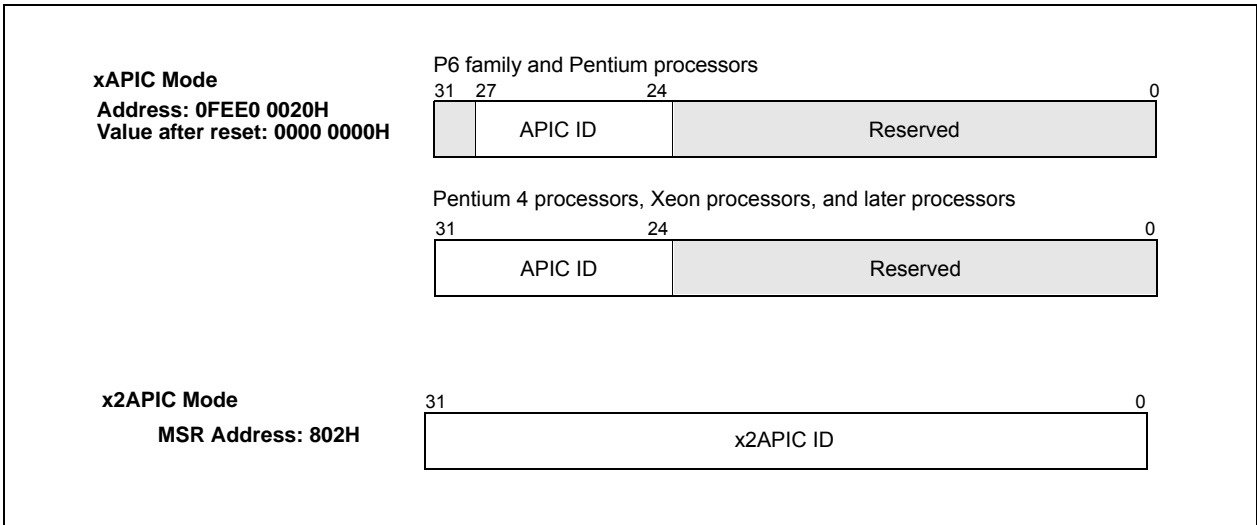 xAPIC Mode
Address: 0FEE0 0020H
Value after reset: 0000 0000H
P6 family and Pentium processors
31 27 24 0
APIC ID Reserved
Pentium 4 processors, Xeon processors, and later processors
31 24 0
APIC ID Reserved
x2APIC Mode
MSR Address: 802H
31 0
x2APIC ID